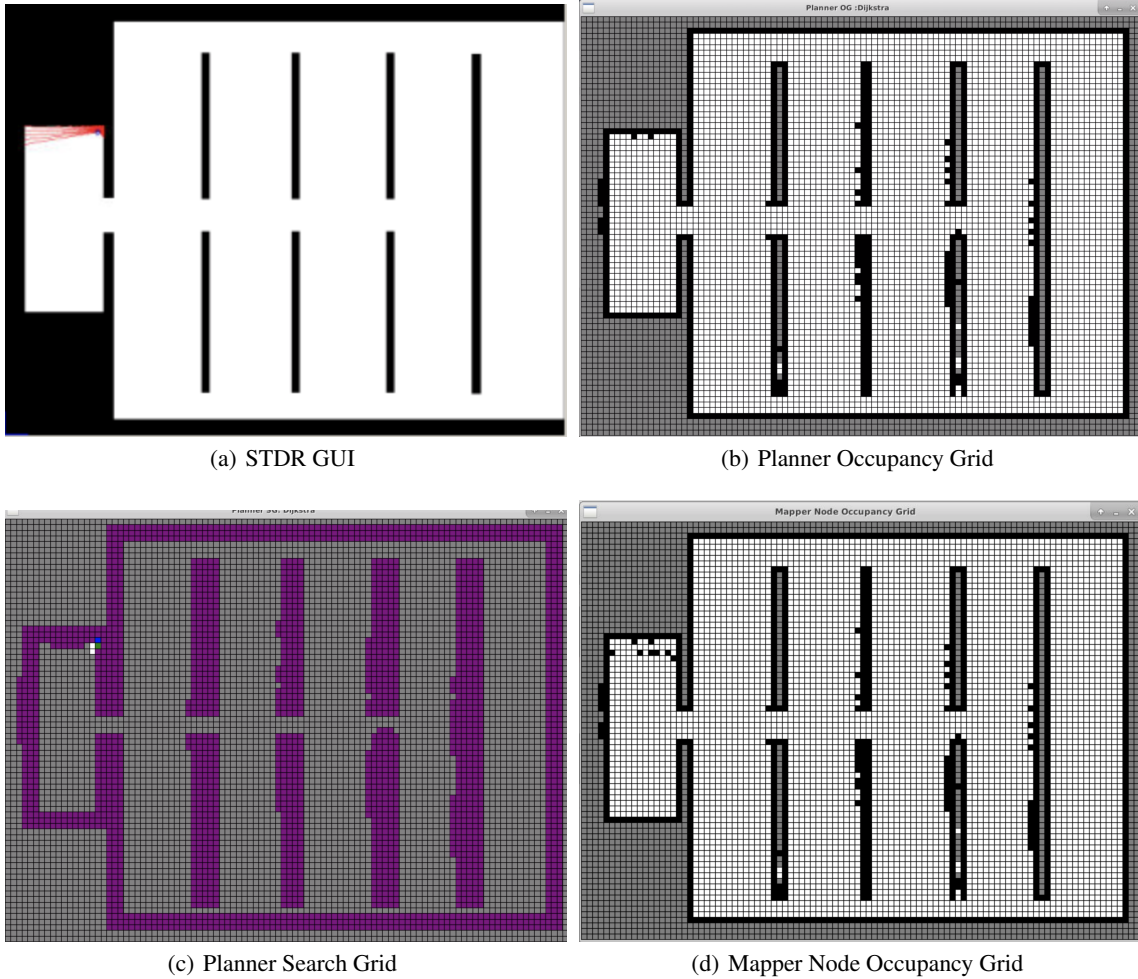 Planner OG :Dijkstra
(a) STDR GUI
(b) Planner Occupancy Grid
Planner SG: Dijkstra
Mapper Node Occupancy Grid
(c) Planner Search Grid
(d) Mapper Node Occupancy Grid